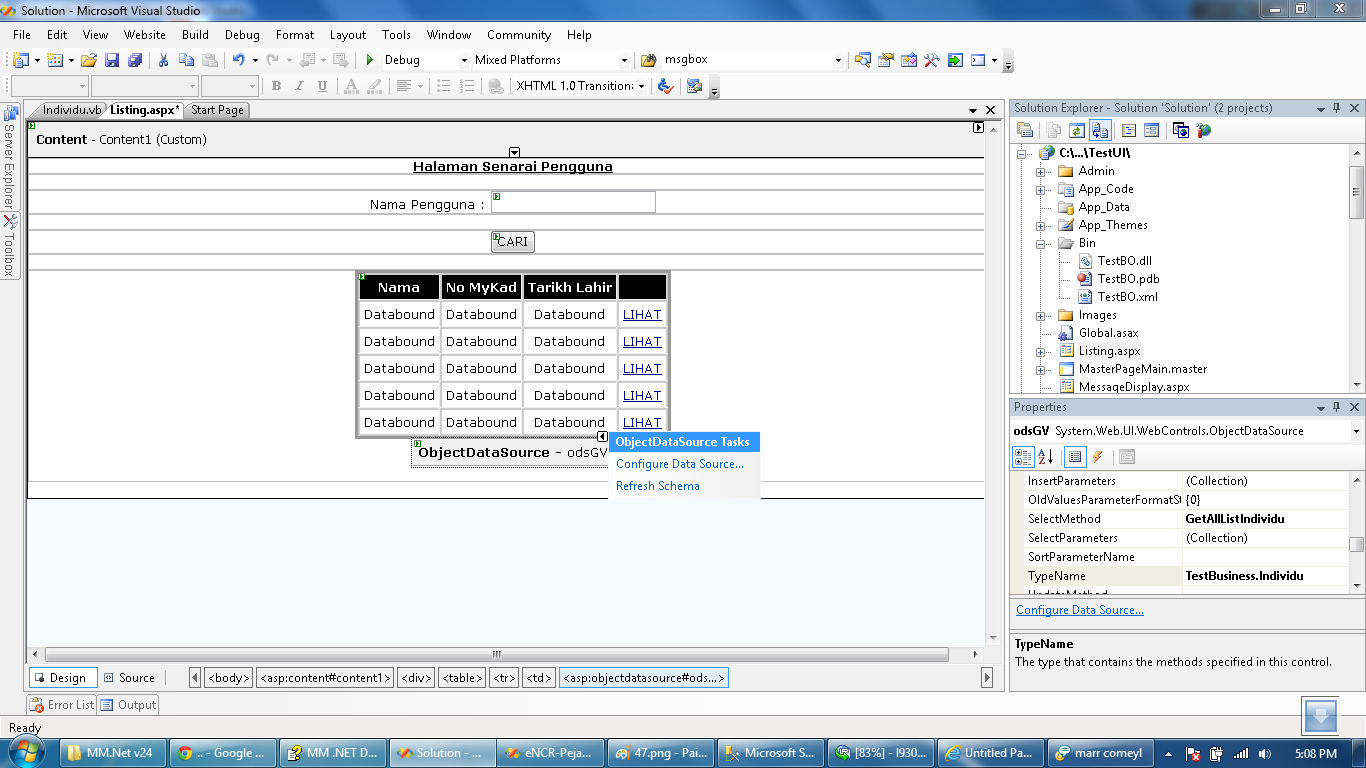 Solution - Microsoft Visual Studio
File Edit View Website Build Debug Format Layout Tools Window Community Help
Debug Mixed Platforms msgbox
B I U A XHTML 1.0 Transition:
Individu.vb Listing.aspx* Start Page
Server Explorer
Toolbox
Content - Content1 (Custom)
Halaman Senarai Pengguna
Nama Pengguna :
CARI
Nama No MyKad Tarikh Lahir
Databound Databound Databound LIHAT
Databound Databound Databound LIHAT
Databound Databound Databound LIHAT
Databound Databound Databound LIHAT
Databound Databound Databound LIHAT
ObjectDataSource - odsGV
ObjectDataSource Tasks
Configure Data Source...
Refresh Schema
Design Source <body> <asp:content#content1> <div> <table> <tr> <td> <asp:objectdatasource#ods...>
Error List Output
Ready
Solution Explorer - Solution 'Solution' (2 projects)
C:\...\TestUI\
Admin
App_Code
App_Data
App_Themes
Bin
TestBO.dll
TestBO.pdb
TestBO.xml
Images
Global.asax
Listing.aspx
MasterPageMain.master
MessageDisplay.aspx
Properties
odsGV System.Web.UI.WebControls.ObjectDataSource
InsertParameters (Collection)
OldValuesParameterFormatSt {0}
SelectMethod GetAllListIndividu
SelectParameters (Collection)
SortParameterName
TypeName TestBusiness.Individu
UpdateMethod
Configure Data Source...
TypeName
The type that contains the methods specified in this control.
MM.Net v24 .. - Google ... MM .NET D... Solution - ... eNCR-Peja... 47.png - Pai... Microsoft S... [83%] - I930... Untitled Pa... marr comeyl 5:08 PM